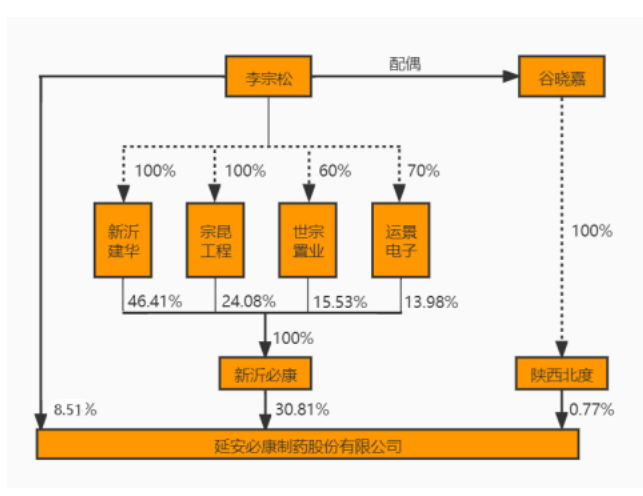 配偶
李宗松
谷晓嘉
100%
100%
60%
70%
新沂
建华
宗昆
工程
世宗
置业
运景
电子
100%
46.41%
24.08%
15.53%
13.98%
100%
新沂必康
陕西北度
8.51%
30.81%
0.77%
延安必康制药股份有限公司